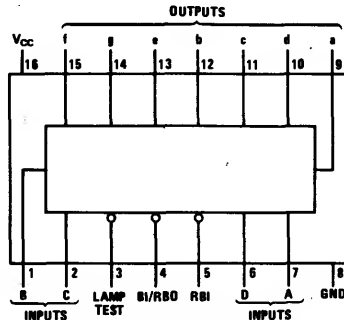 OUTPUTS
VCC f g e b c d a
16 15 14 13 12 11 10 9
1 2 3 4 5 6 7 8
B C LAMP TEST BI/RBO RBI D A GND
INPUTS INPUTS